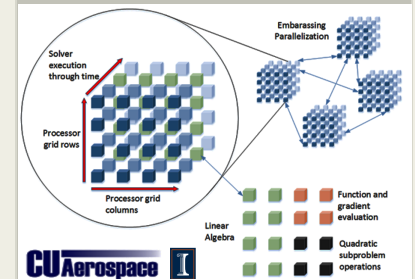 Embarassing
Parallelization
Solver
execution
through time
Processor
grid rows
Processor grid
columns
Linear
Algebra
Function and
gradient
evaluation
Quadratic
subproblem
operations
CUAerospace
I